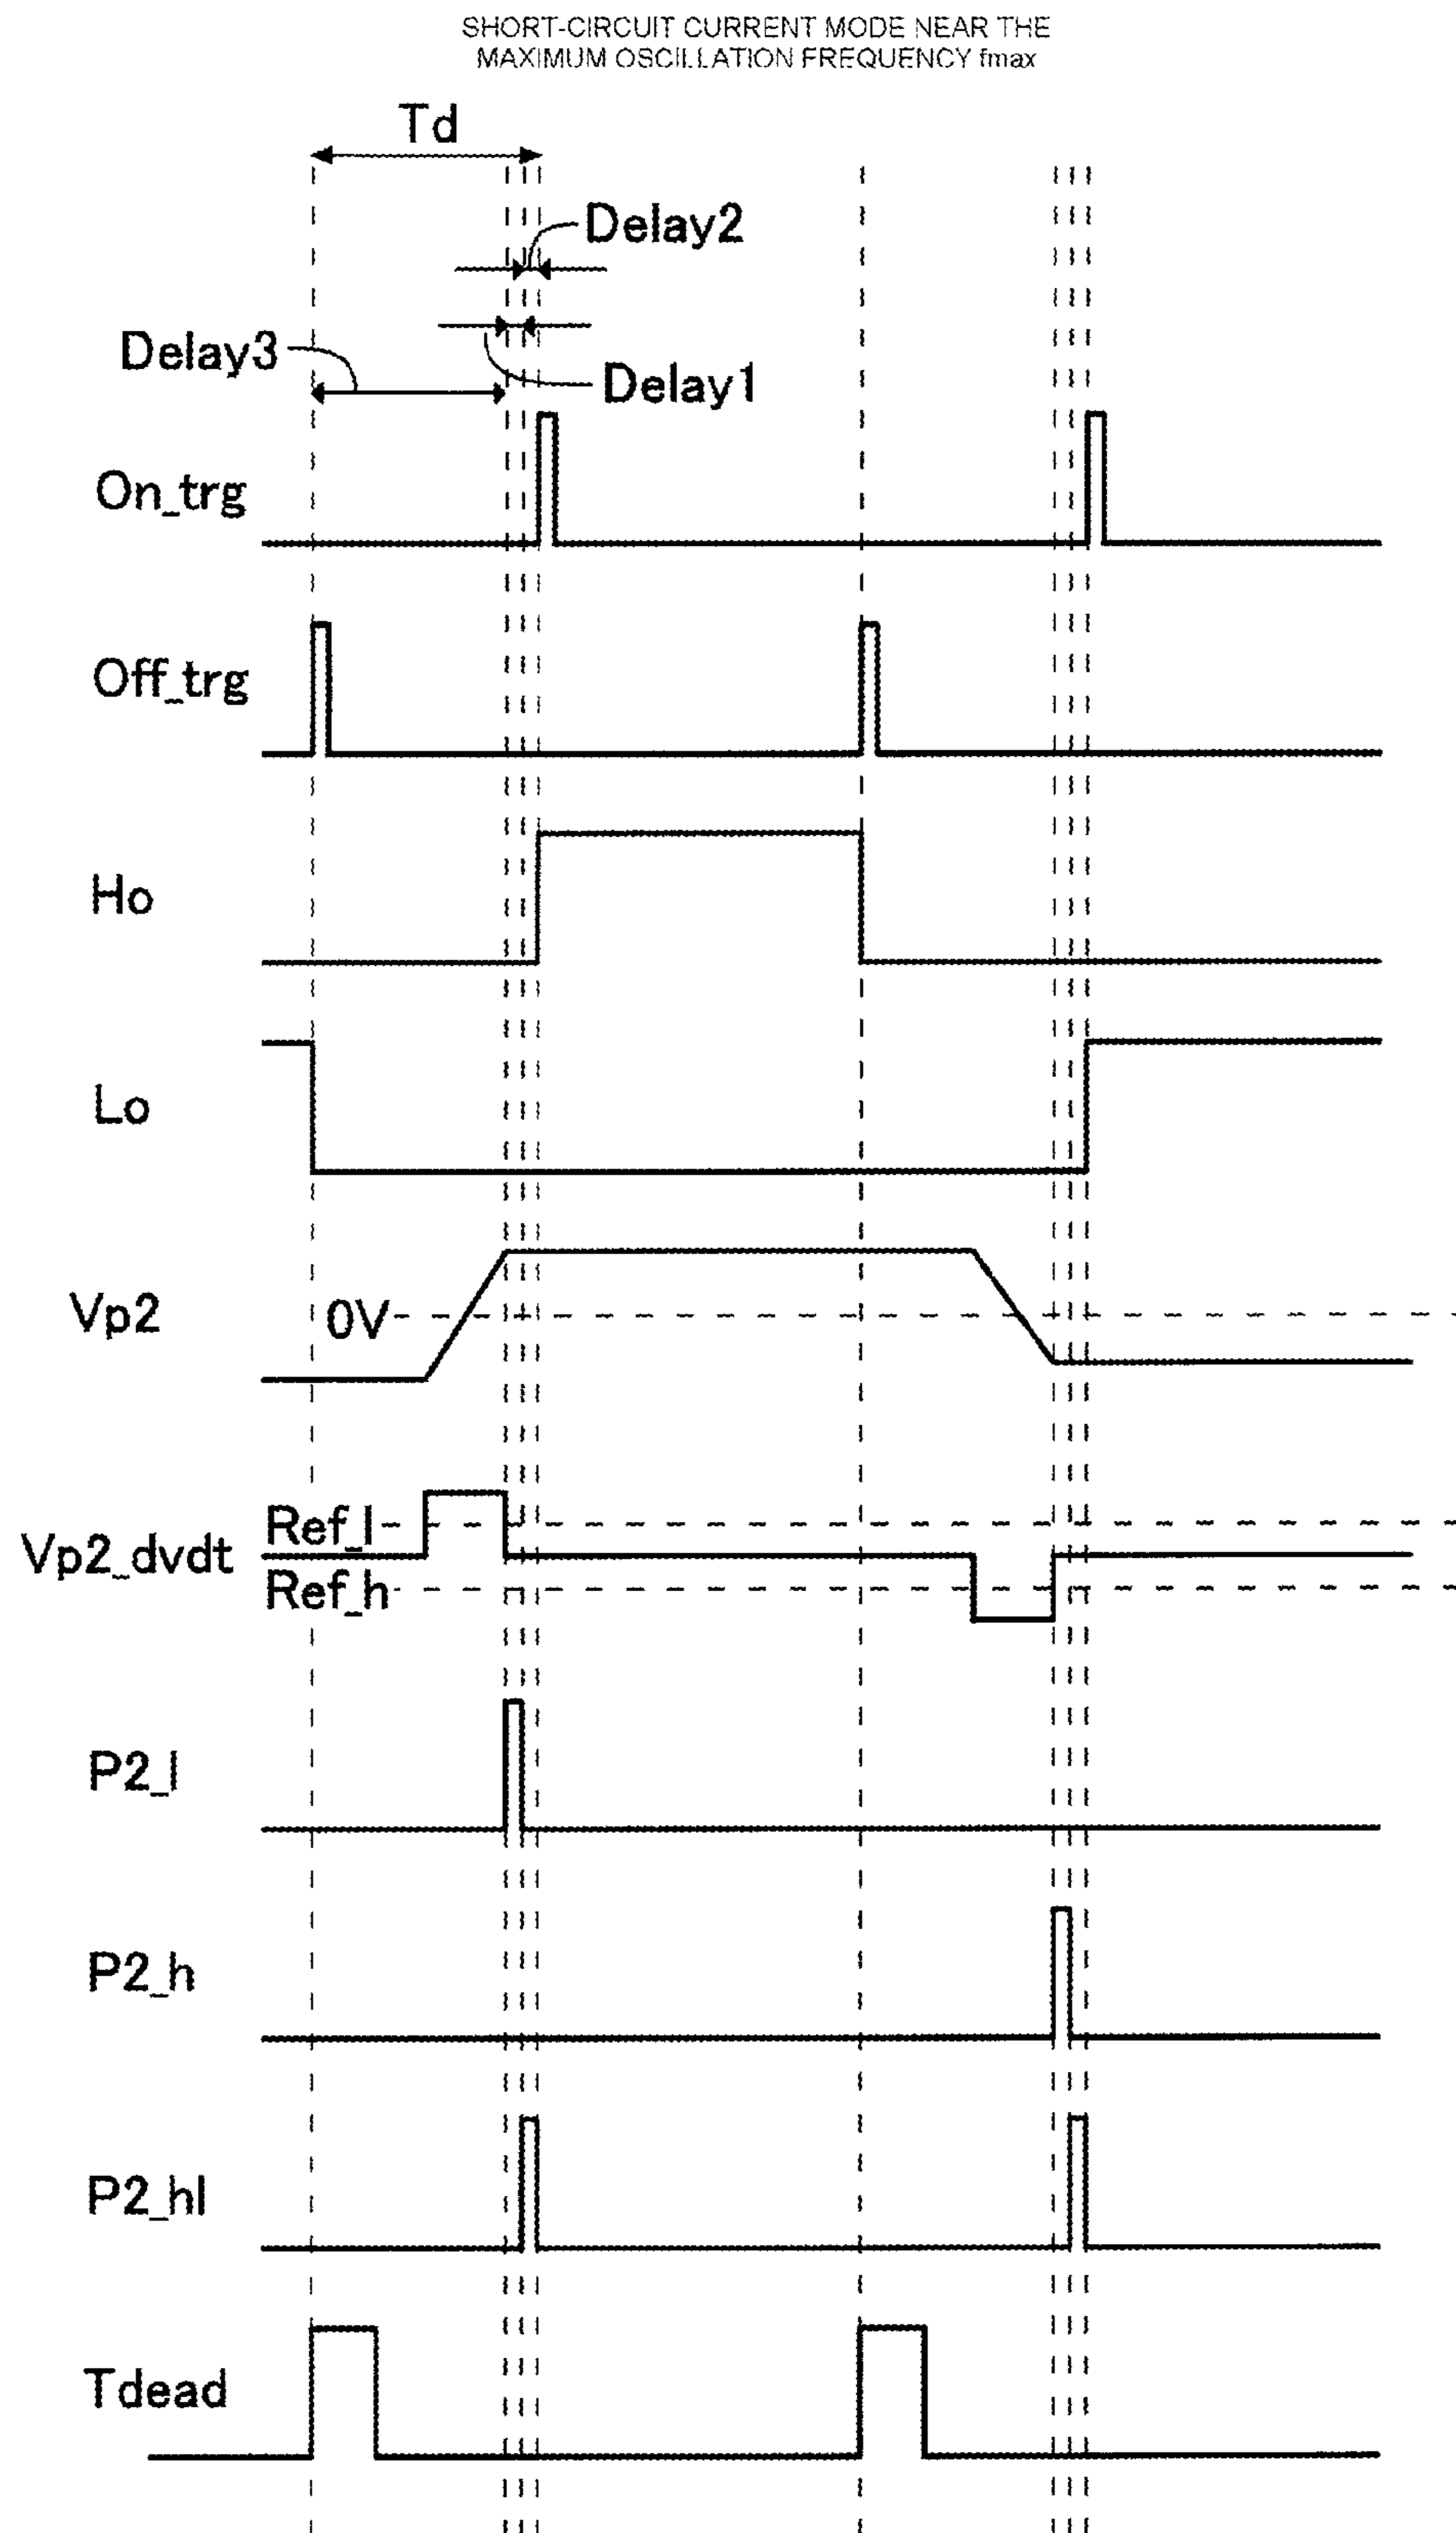 SHORT-CIRCUIT CURRENT MODE NEAR THE
MAXIMUM OSCILLATION FREQUENCY fmax
Td
Delay2
Delay3
Delay1
On_trg
Off_trg
Ho
Lo
Vp2
0V
Ref_l
Vp2_dvdt
Ref_h
P2_l
P2_h
P2_hl
Tdead